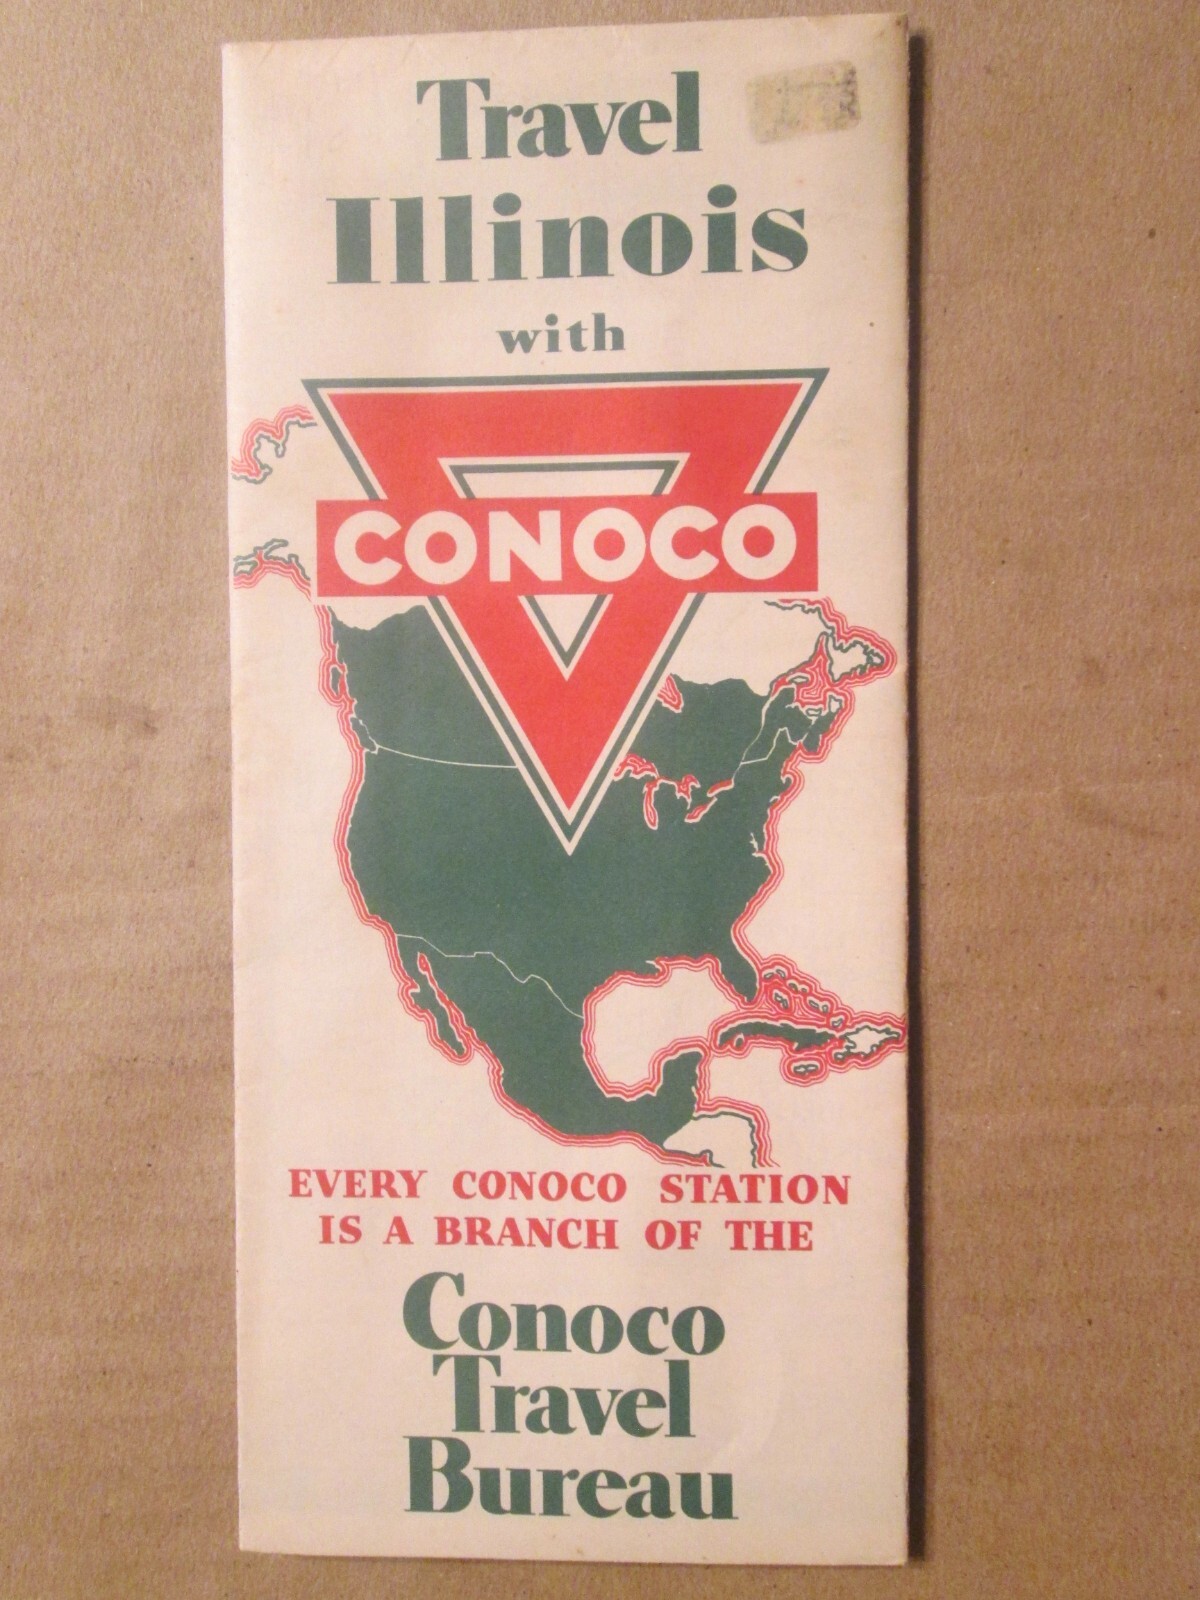 Travel
Illinois
with
CONOCO
EVERY CONOCO STATION
IS A BRANCH OF THE
Conoco
Travel
Bureau